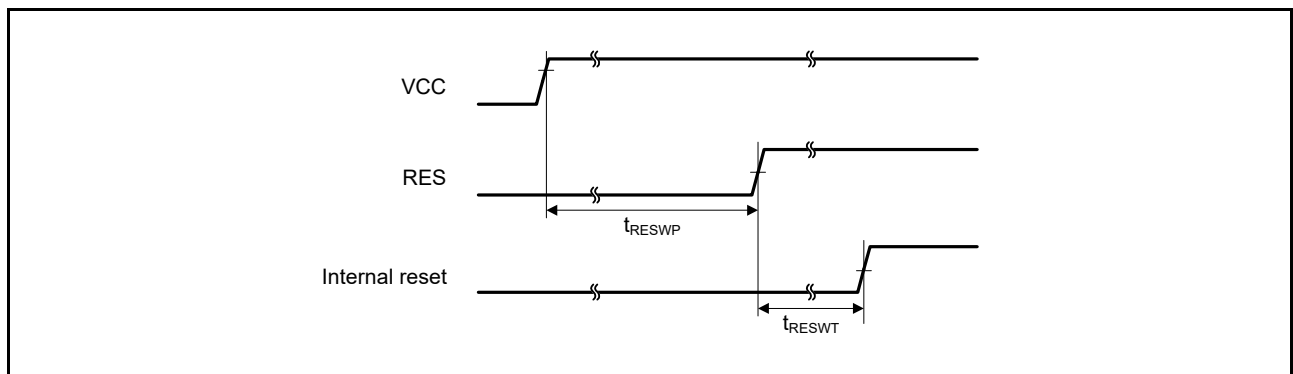 VCC
RES
tRESWP
Internal reset
tRESWT